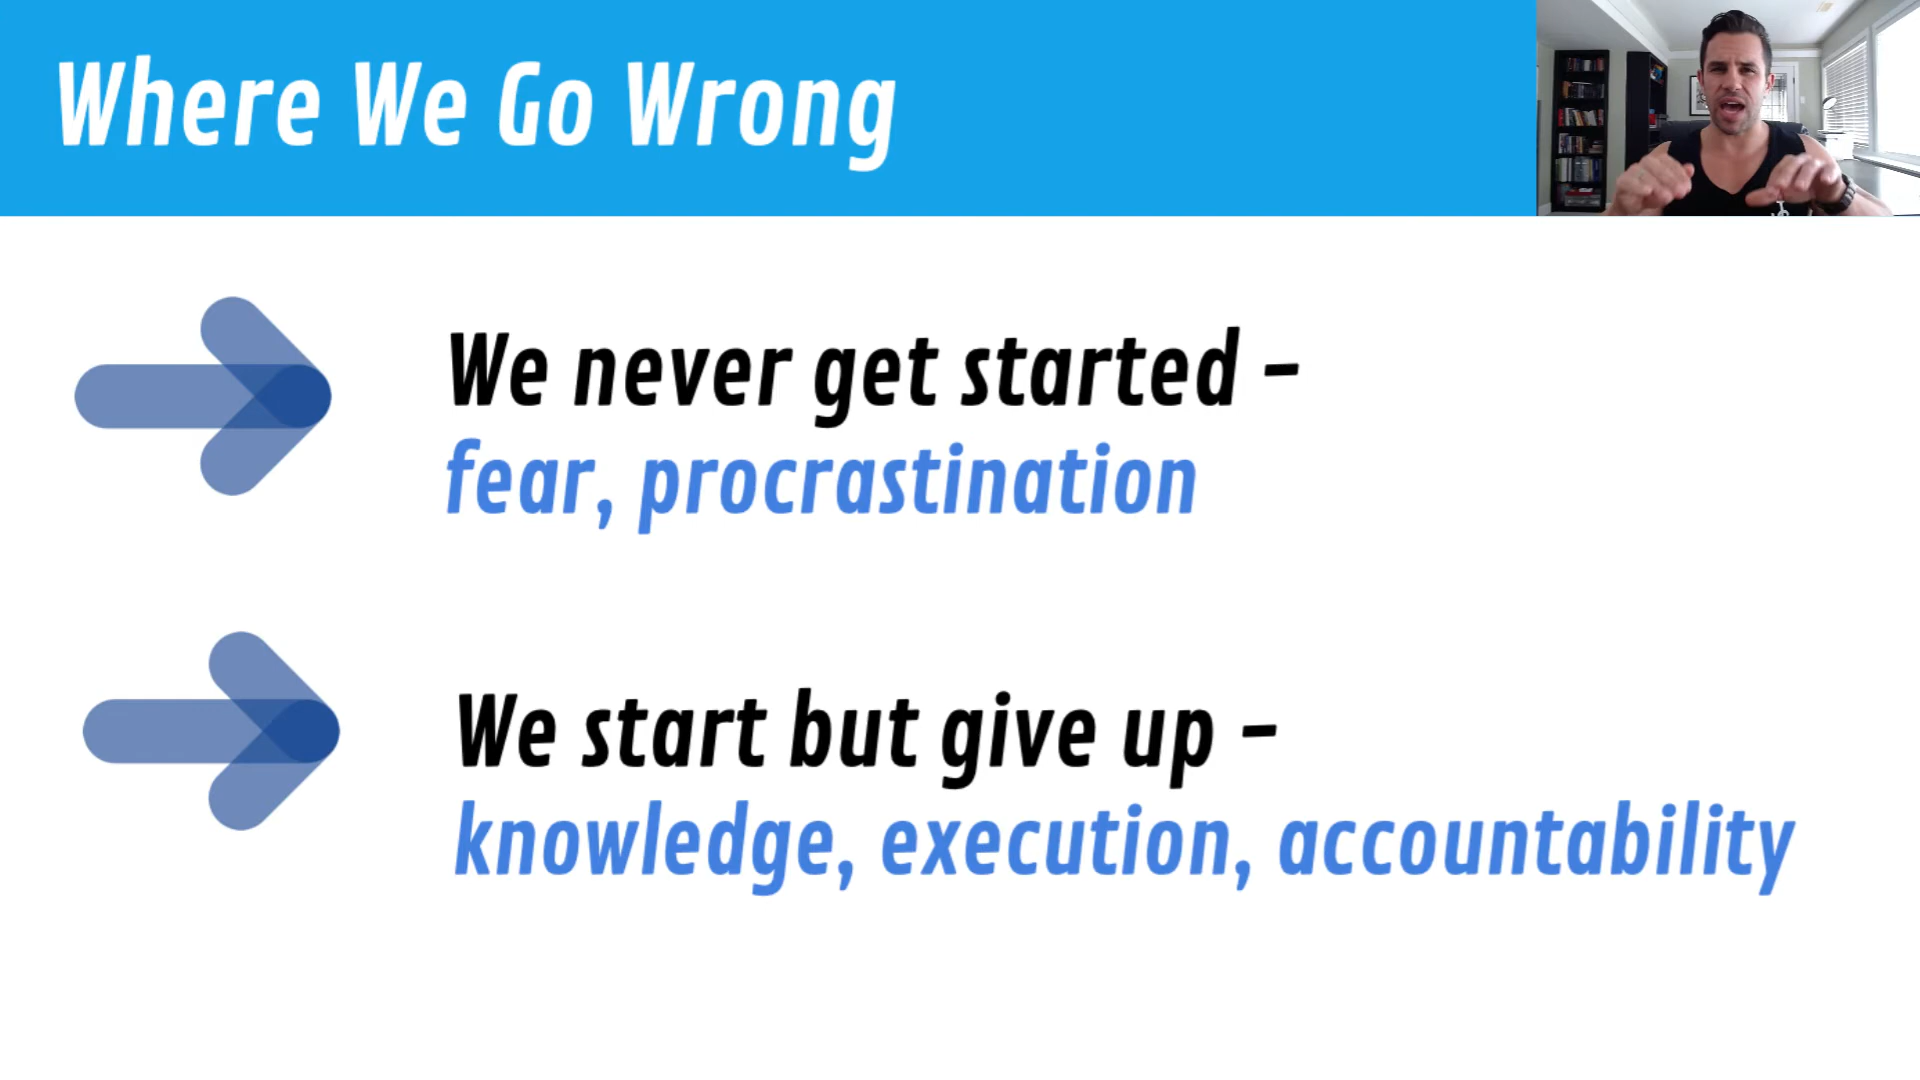 Where We Go Wrong
We never get started -
fear, procrastination
We start but give up -
knowledge, execution, accountability